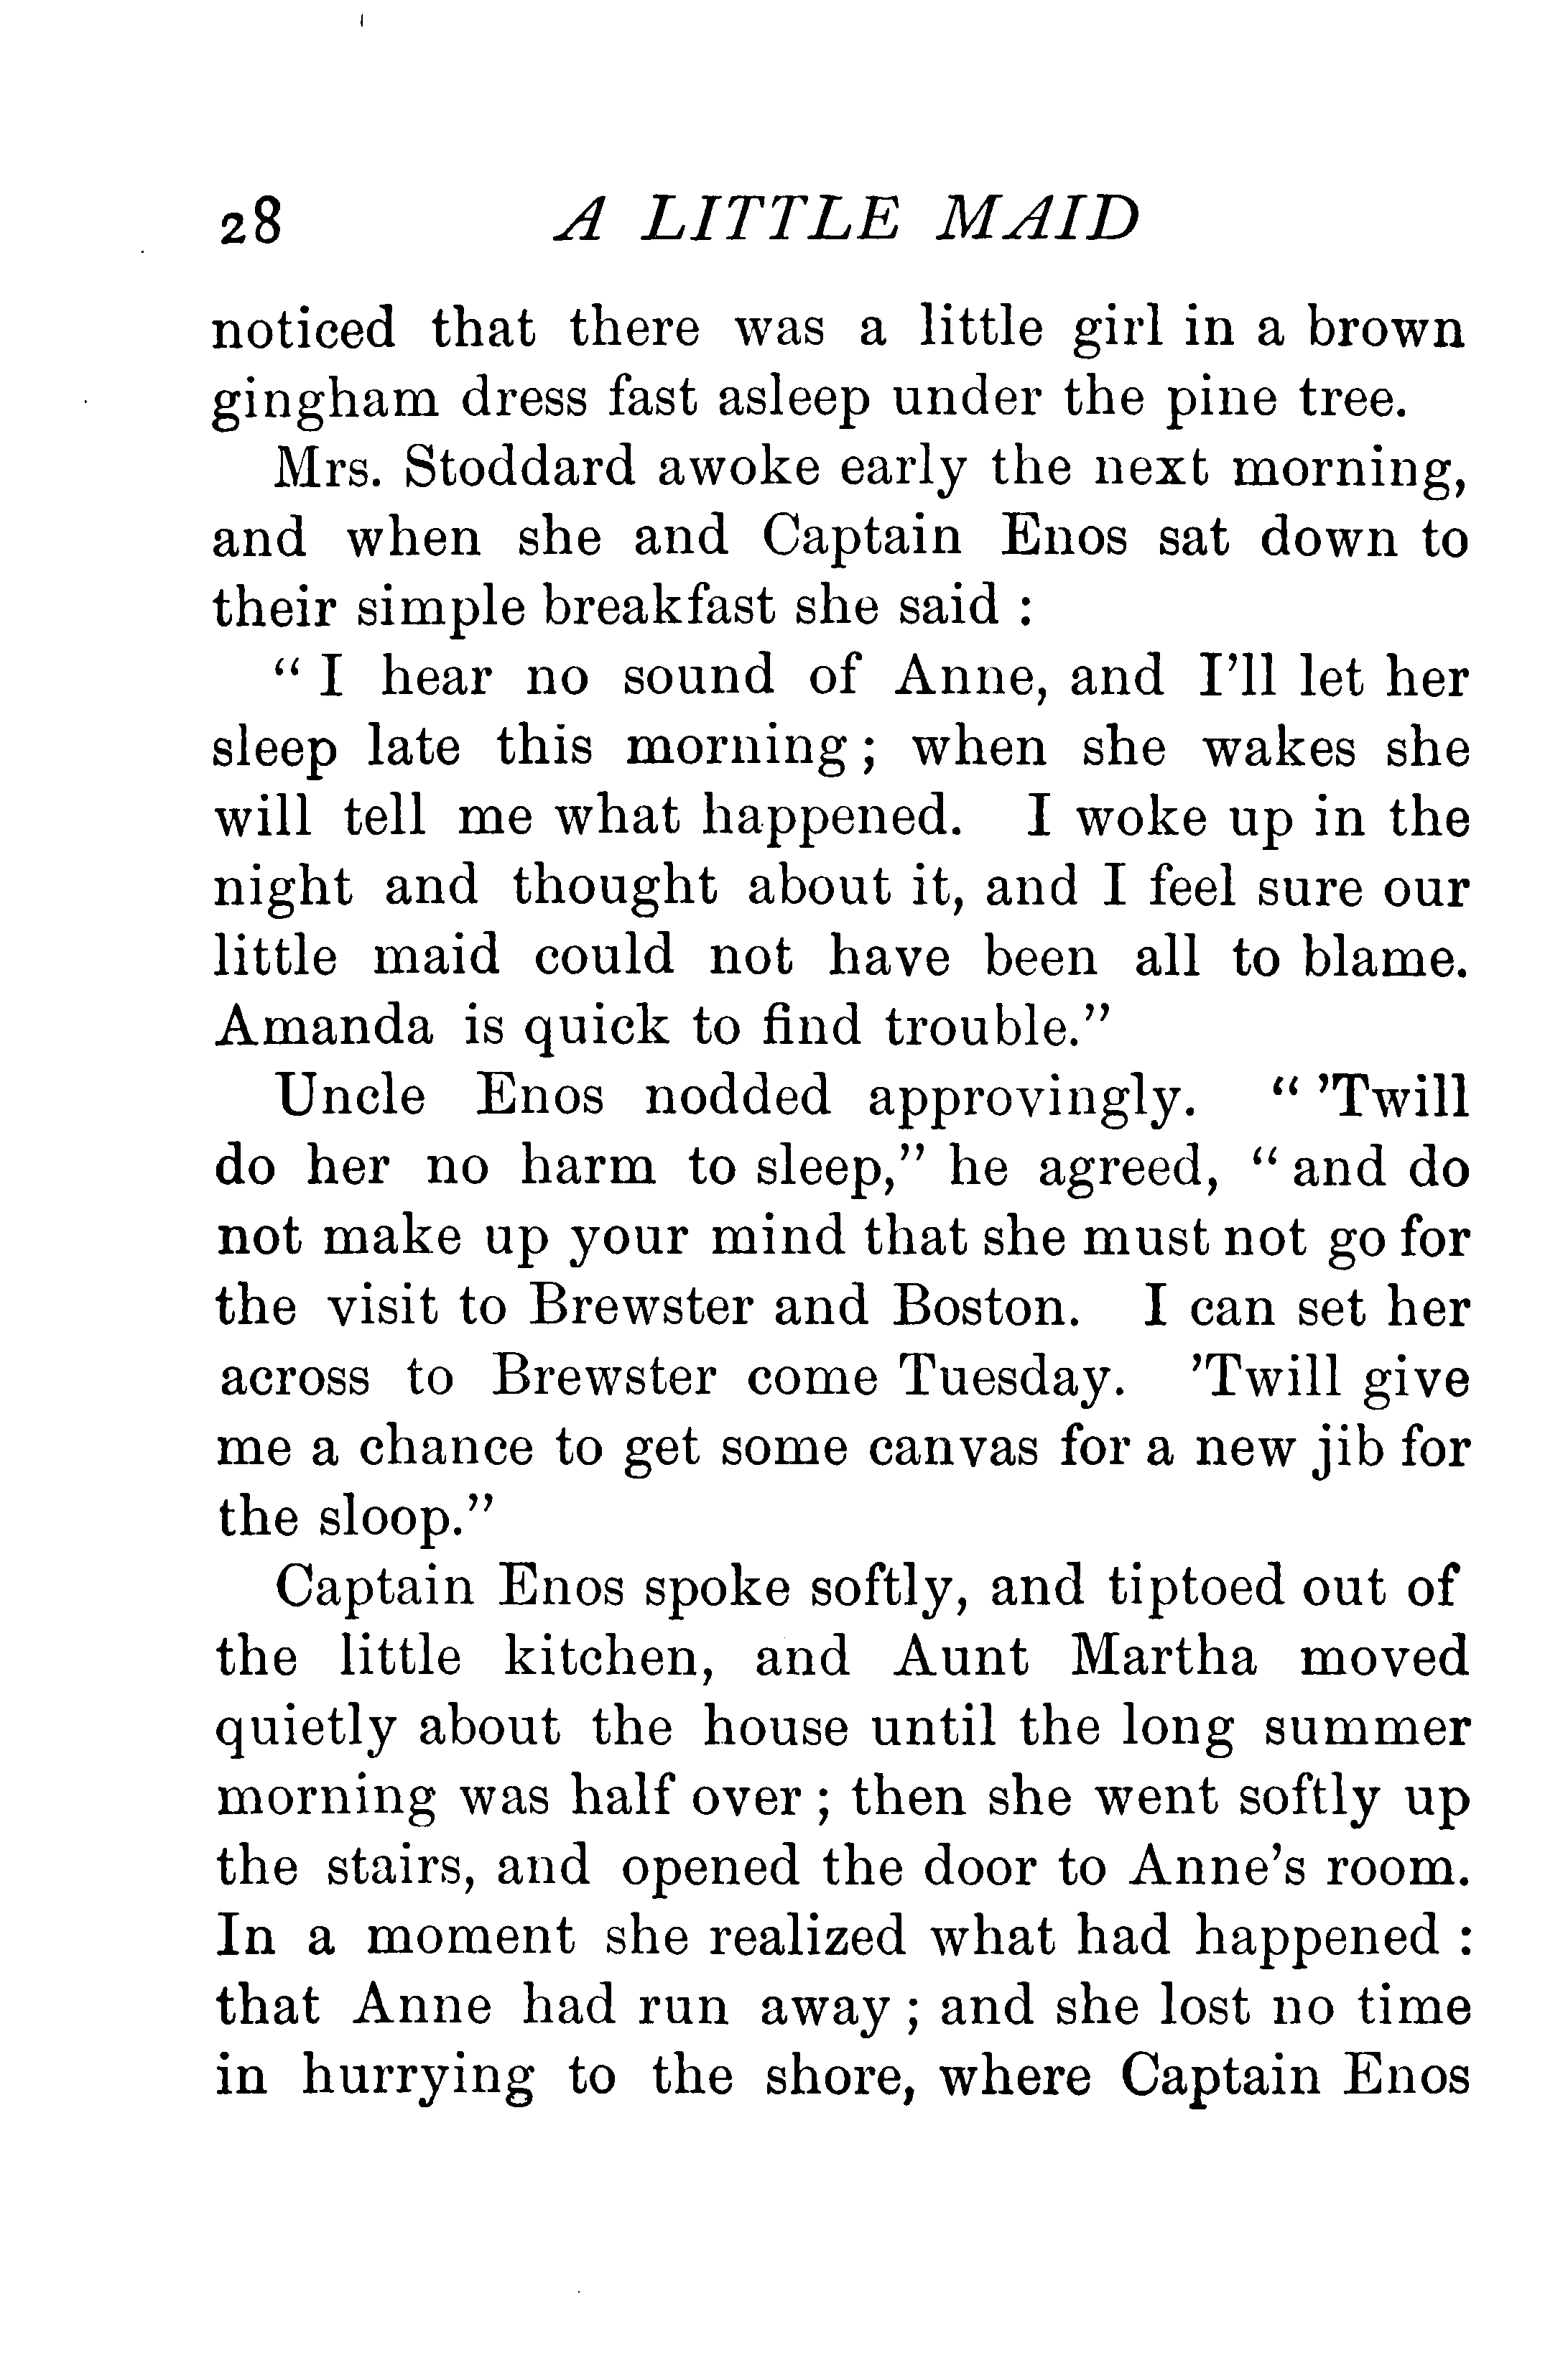 28 A LITTLE MAID
noticed that there was a little girl in a brown
gingham dress fast asleep under the pine tree.
Mrs. Stoddard awoke early the next morning,
and when she and Captain Enos sat down to
their simple breakfast she said :
“ I hear no sound of Anne, and I’ll let her
sleep late this morning ; when she wakes she
will tell me what happened. I woke up in the
night and thought about it, and I feel sure our
little maid could not have been all to blame.
Amanda is quick to find trouble.”
Uncle Enos nodded approvingly. “ ’Twill
do her no harm to sleep,” he agreed, “ and do
not make up your mind that she must not go for
the visit to Brewster and Boston. I can set her
across to Brewster come Tuesday. ’Twill give
me a chance to get some canvas for a new jib for
the sloop.”
Captain Enos spoke softly, and tiptoed out of
the little kitchen, and Aunt Martha moved
quietly about the house until the long summer
morning was half over ; then she went softly up
the stairs, and opened the door to Anne’s room.
In a moment she realized what had happened :
that Anne had run away ; and she lost no time
in hurrying to the shore, where Captain Enos